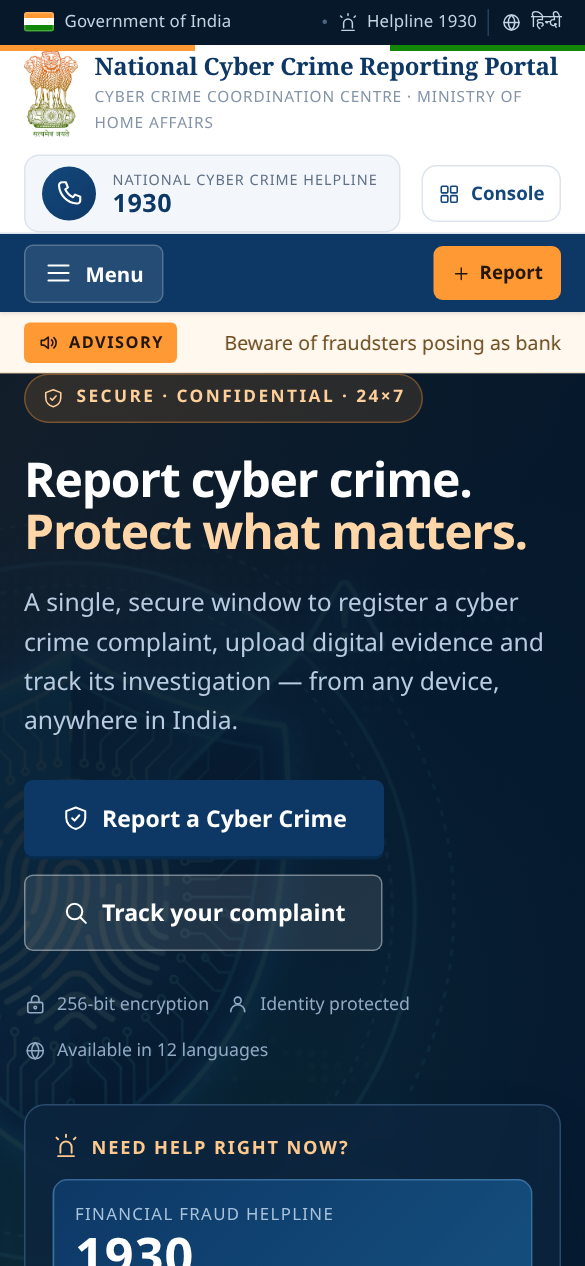 Government of India
Helpline 1930
हिन्दी
National Cyber Crime Reporting Portal
CYBER CRIME COORDINATION CENTRE · MINISTRY OF
HOME AFFAIRS
सत्यमेव जयते
NATIONAL CYBER CRIME HELPLINE
1930
Console
Menu
+ Report
ADVISORY
Beware of fraudsters posing as bank
SECURE · CONFIDENTIAL · 24×7
Report cyber crime.
Protect what matters.
A single, secure window to register a cyber
crime complaint, upload digital evidence and
track its investigation — from any device,
anywhere in India.
Report a Cyber Crime
Track your complaint
256-bit encryption
Identity protected
Available in 12 languages
NEED HELP RIGHT NOW?
FINANCIAL FRAUD HELPLINE
1930